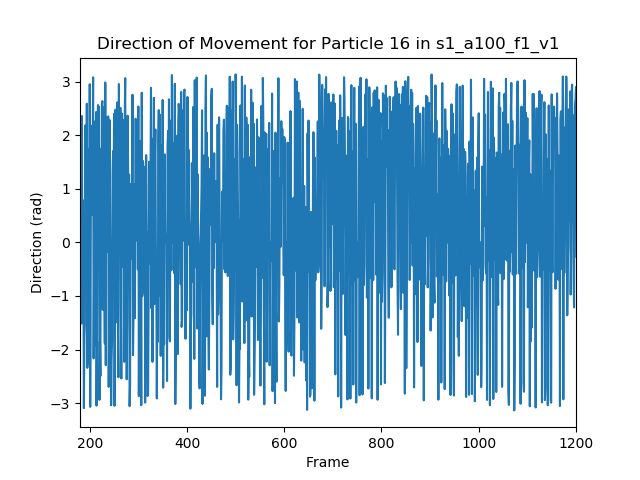 Direction of Movement for Particle 16 in s1_a100_f1_v1
3
2
1
0
−1
−2
−3
Direction (rad)
200 400 600 800 1000 1200
Frame